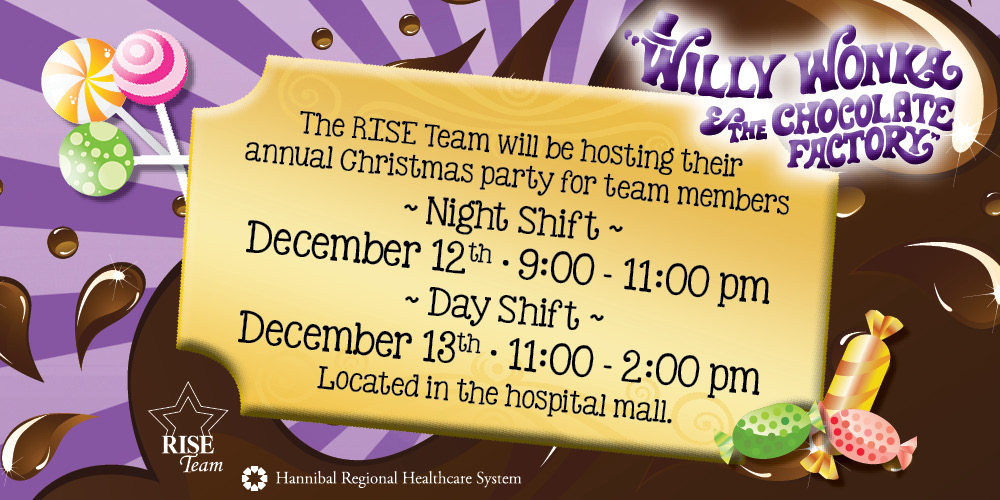 WILLY WONKA
& THE CHOCOLATE
FACTORY™
The RISE Team will be hosting their
annual Christmas party for team members
~ Night Shift ~
December 12th • 9:00 - 11:00 pm
~ Day Shift ~
December 13th • 11:00 - 2:00 pm
Located in the hospital mall.
RISE
Team
Hannibal Regional Healthcare System